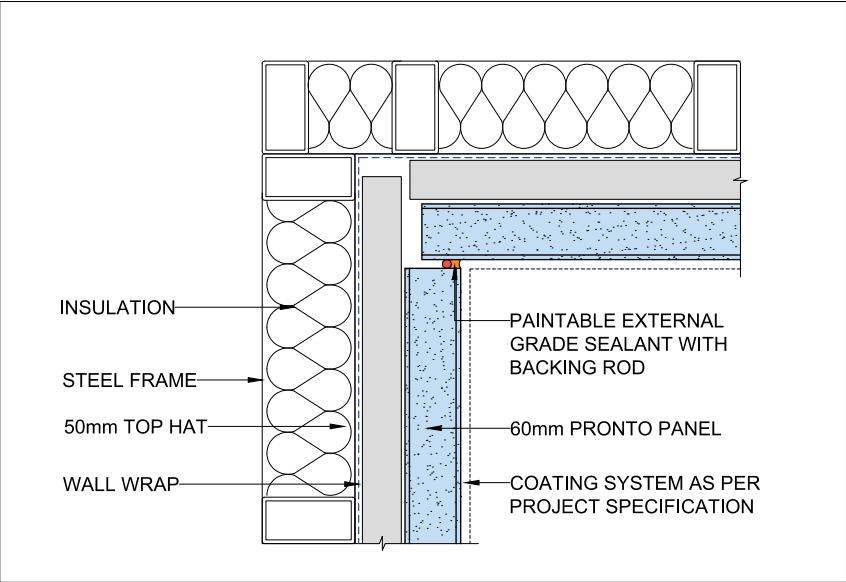 INSULATION
STEEL FRAME
50mm TOP HAT
WALL WRAP
PAINTABLE EXTERNAL
GRADE SEALANT WITH
BACKING ROD
60mm PRONTO PANEL
COATING SYSTEM AS PER
PROJECT SPECIFICATION